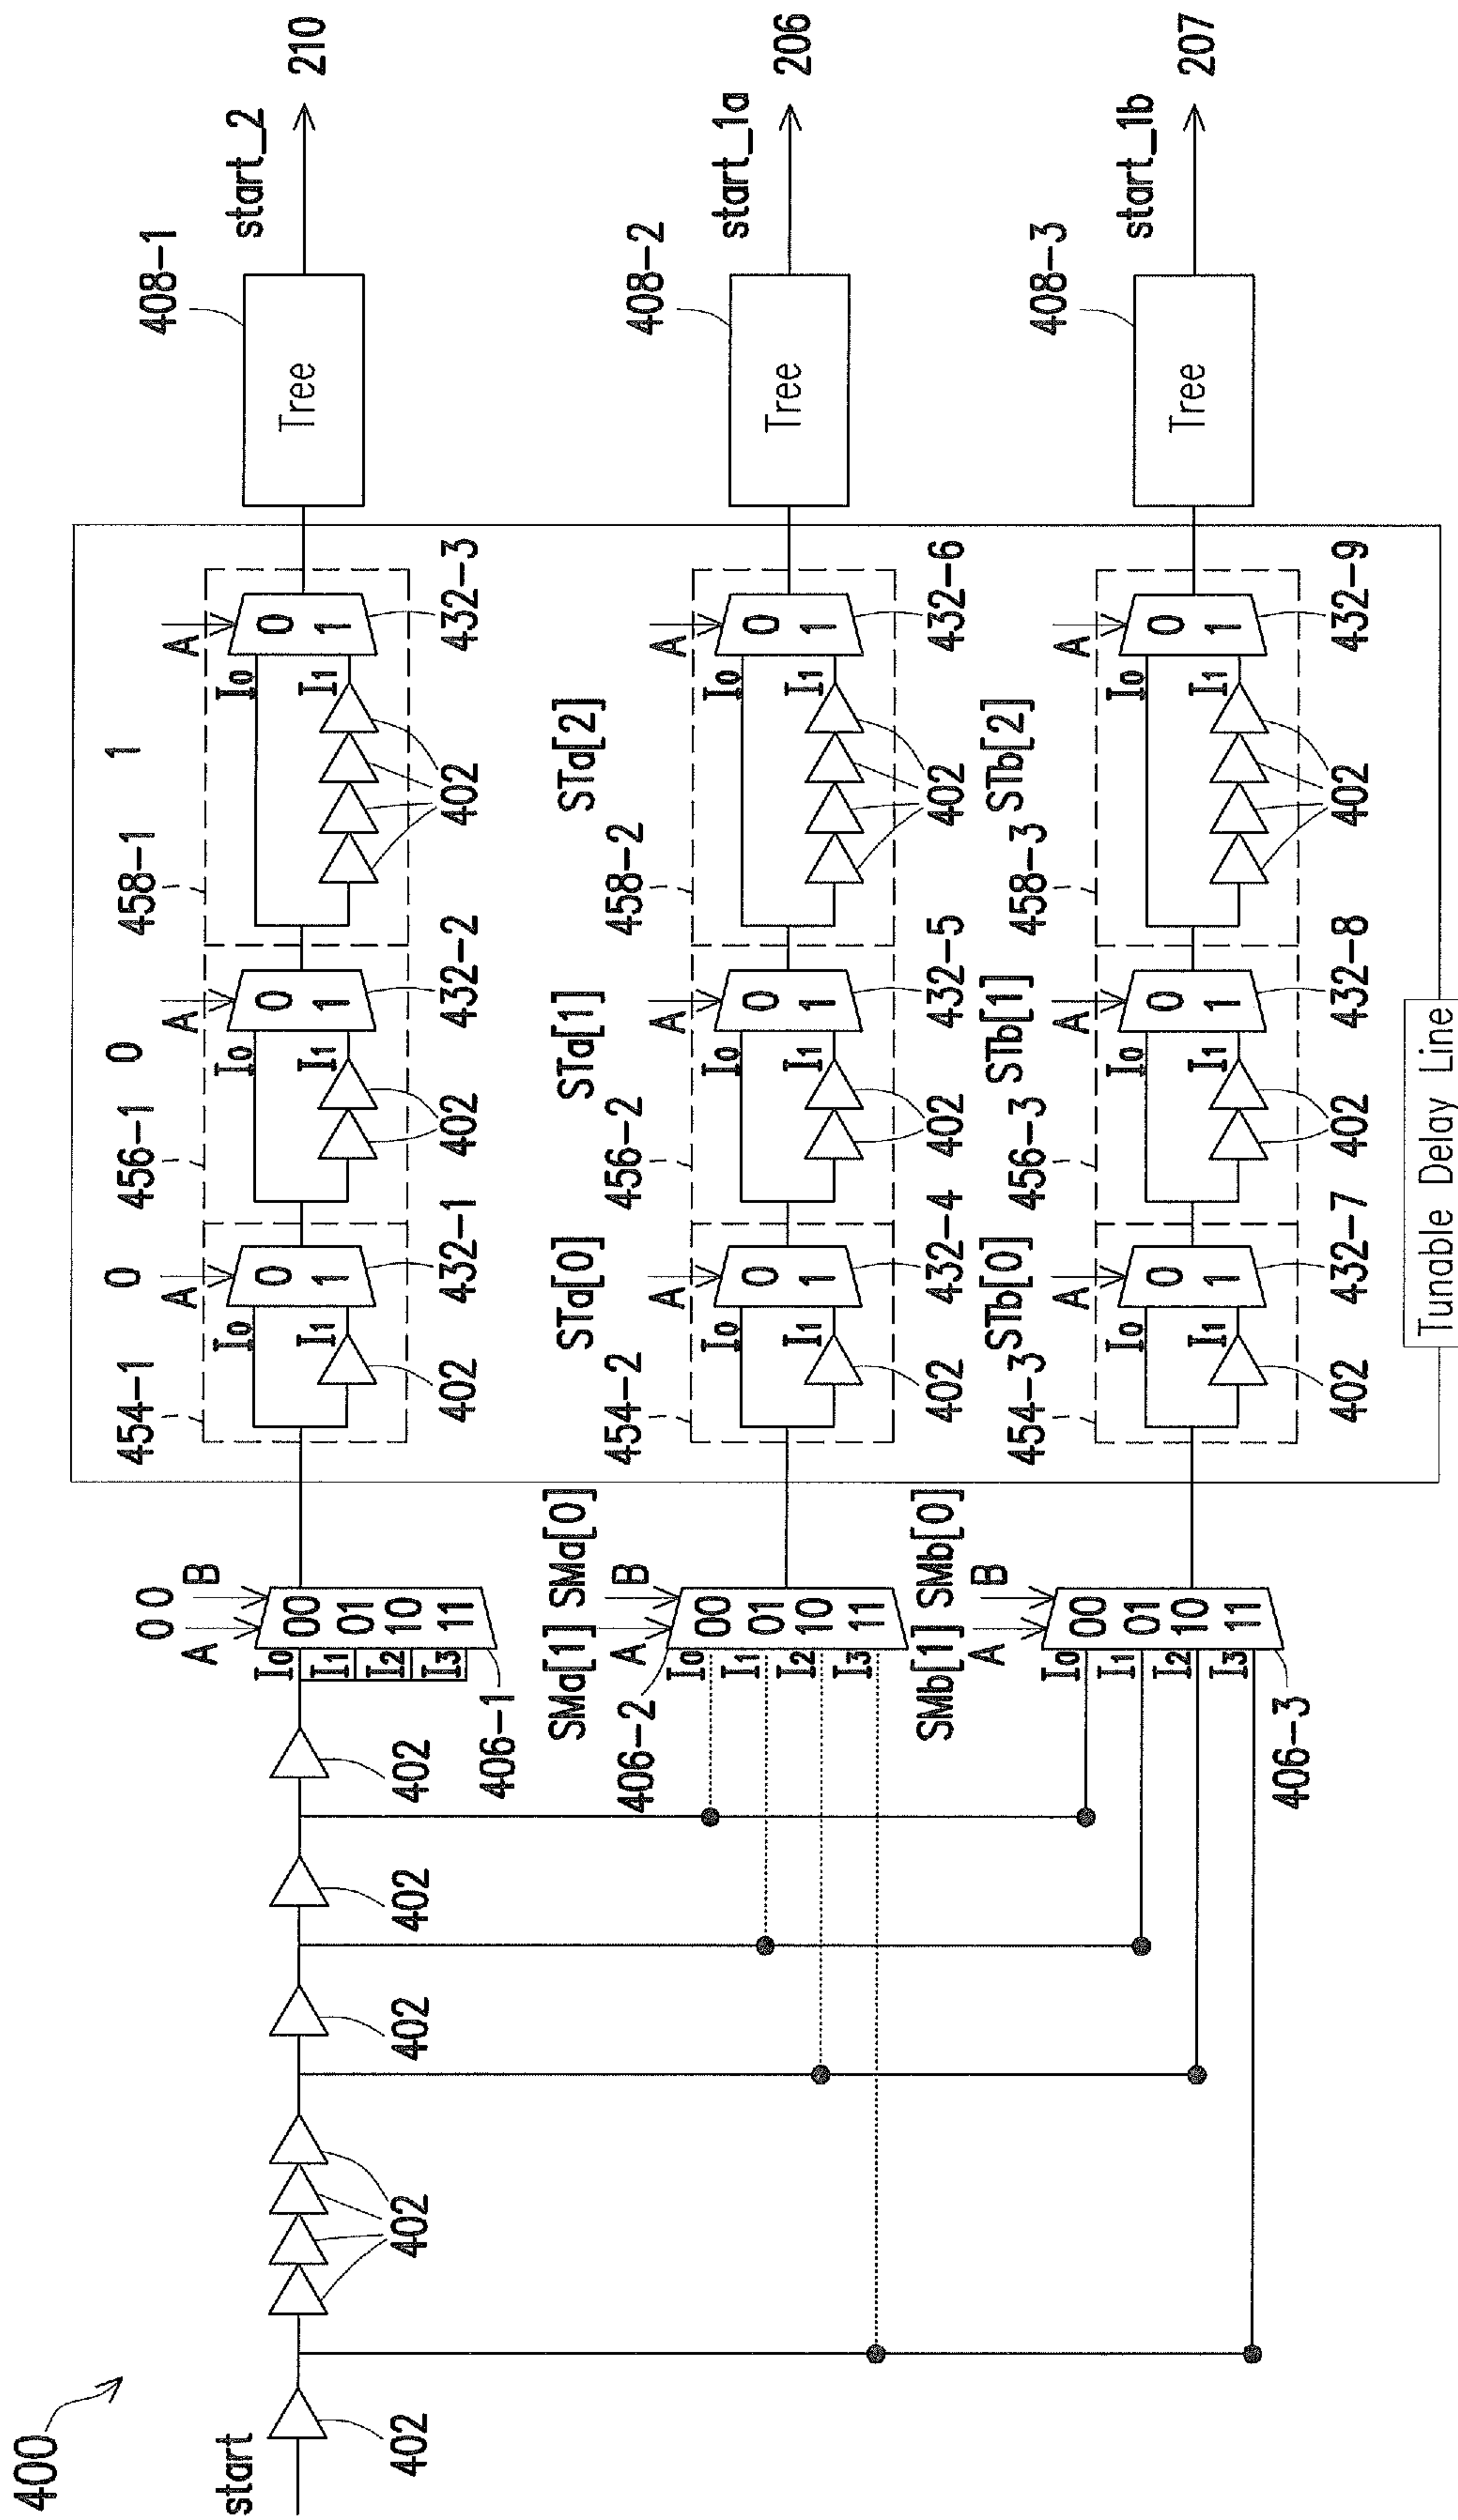 400
start
402
402
402
402
402
0 0
A B
I0 00
I1 01
I2 10
I3 11
406-1
454-1 0
A
I0 0
I1 1
402
432-1
456-1 0
A
I0 0
I1 1
402
432-2
458-1 1
A
I0 0
I1 1
402
432-3
408-1
Tree
start_2
210
SMa[1] SMa[0]
A B
406-2
I0 00
I1 01
I2 10
I3 11
454-2 STa[0]
A
I0 0
I1 1
402
432-4
456-2 STa[1]
A
I0 0
I1 1
402
432-5
458-2 STa[2]
A
I0 0
I1 1
402
432-6
408-2
Tree
start_1a
206
SMb[1] SMb[0]
A B
I0 00
I1 01
I2 10
I3 11
406-3
454-3 STb[0]
A
I0 0
I1 1
402
432-7
456-3 STb[1]
A
I0 0
I1 1
402
432-8
458-3 STb[2]
A
I0 0
I1 1
402
432-9
408-3
Tree
start_1b
207
Tunable Delay Line